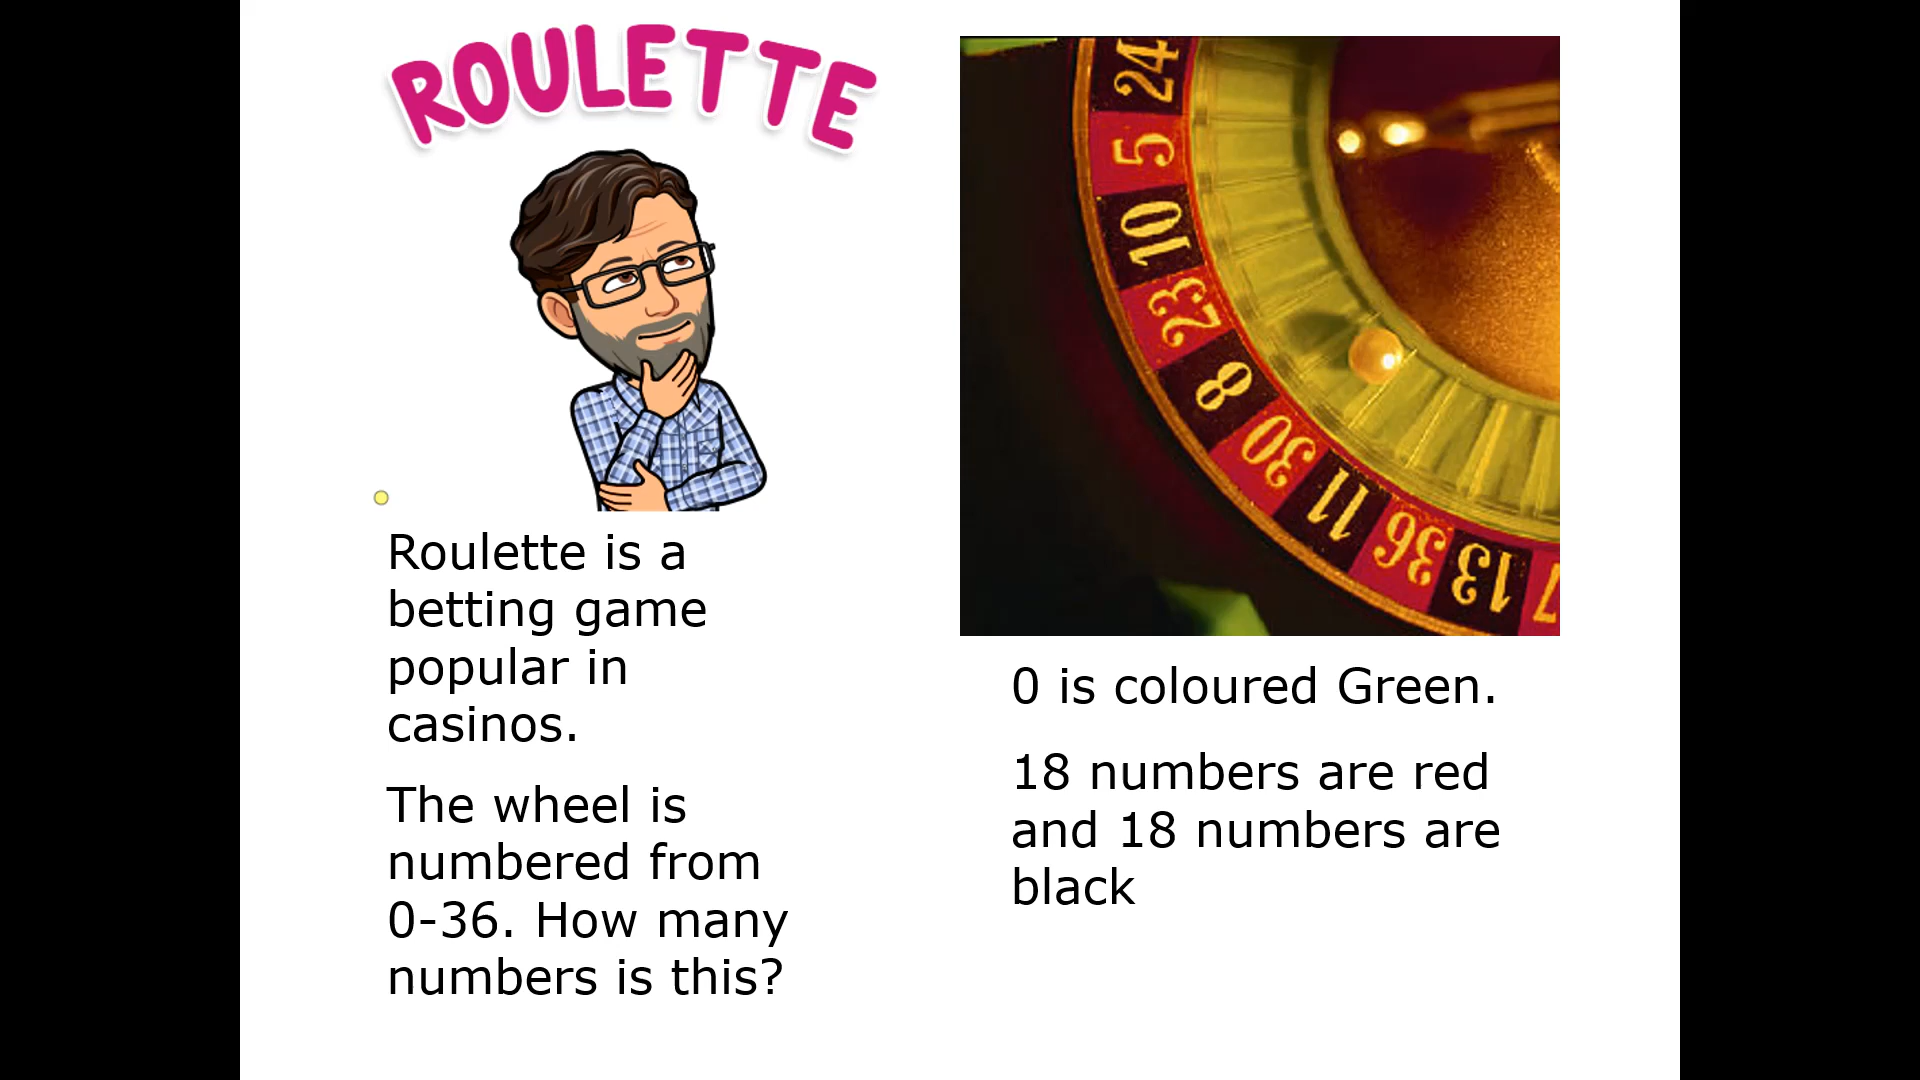 ROULETTE
Roulette is a
betting game
popular in
casinos.
The wheel is
numbered from
0-36. How many
numbers is this?
24
5
10
23
8
30
11
36
13
0 is coloured Green.
18 numbers are red
and 18 numbers are
black